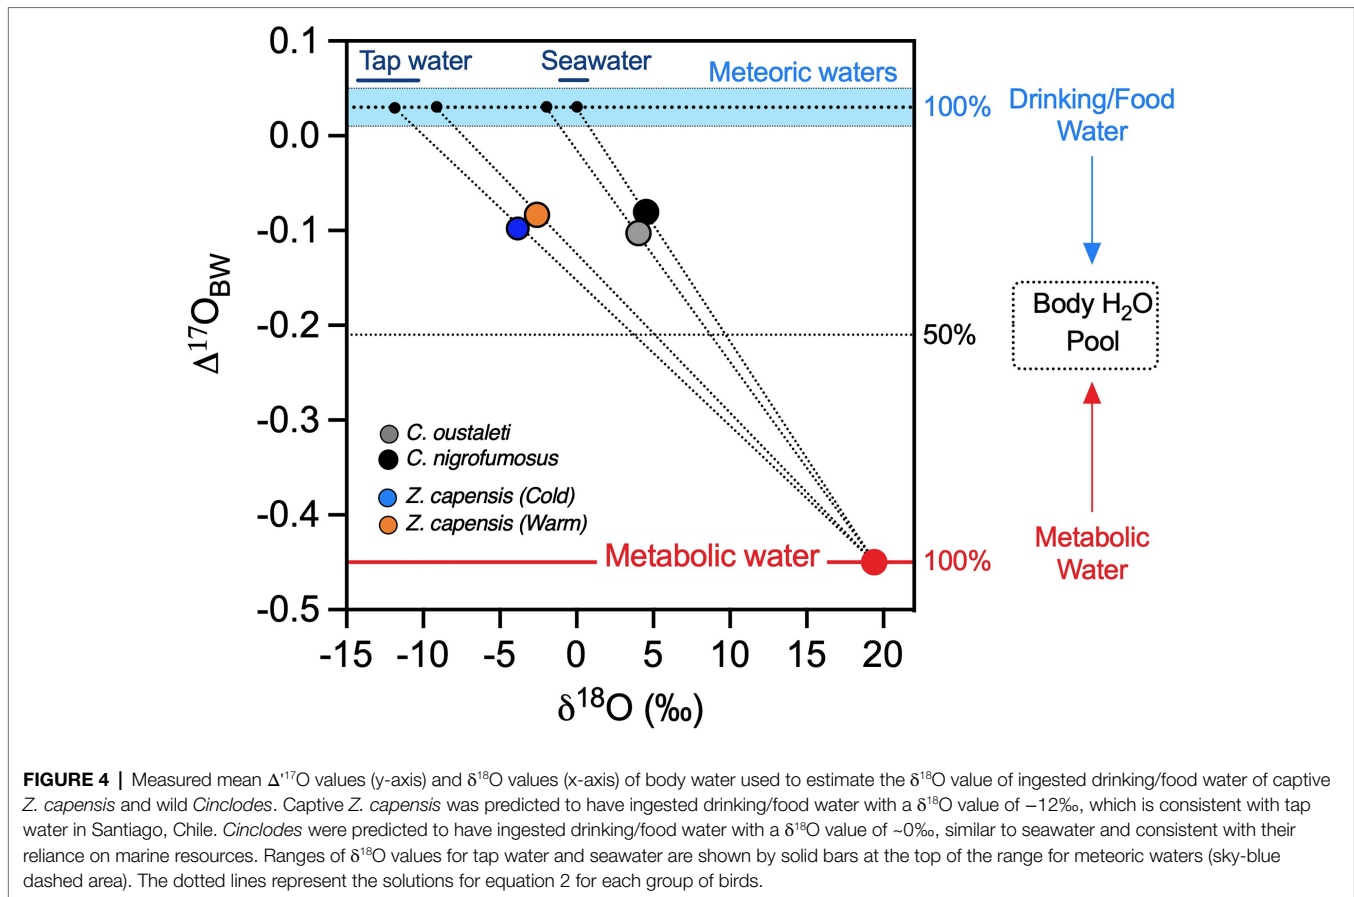 0.1
0.0
-0.1
-0.2
-0.3
-0.4
-0.5
Δ¹⁷O_BW
Tap water
Seawater
Meteoric waters
100%
50%
100%
C. oustaleti
C. nigrofumosus
Z. capensis (Cold)
Z. capensis (Warm)
Metabolic water
-15 -10 -5 0 5 10 15 20
δ¹⁸O (‰)
Drinking/Food
Water
Body H₂O
Pool
Metabolic
Water
FIGURE 4 | Measured mean Δ'¹⁷O values (y-axis) and δ¹⁸O values (x-axis) of body water used to estimate the δ¹⁸O value of ingested drinking/food water of captive
Z. capensis and wild Cinclodes. Captive Z. capensis was predicted to have ingested drinking/food water with a δ¹⁸O value of −12‰, which is consistent with tap
water in Santiago, Chile. Cinclodes were predicted to have ingested drinking/food water with a δ¹⁸O value of ~0‰, similar to seawater and consistent with their
reliance on marine resources. Ranges of δ¹⁸O values for tap water and seawater are shown by solid bars at the top of the range for meteoric waters (sky-blue
dashed area). The dotted lines represent the solutions for equation 2 for each group of birds.